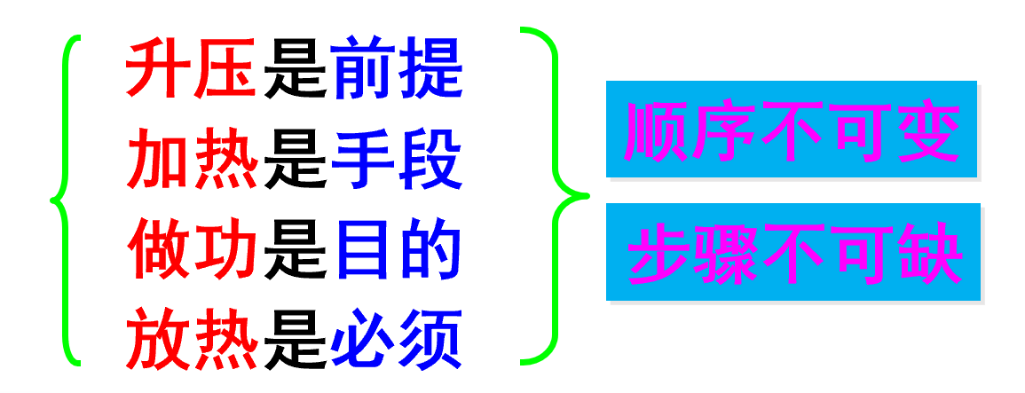 升压是前提
加热是手段
做功是目的
放热是必须
顺序不可变
步骤不可缺